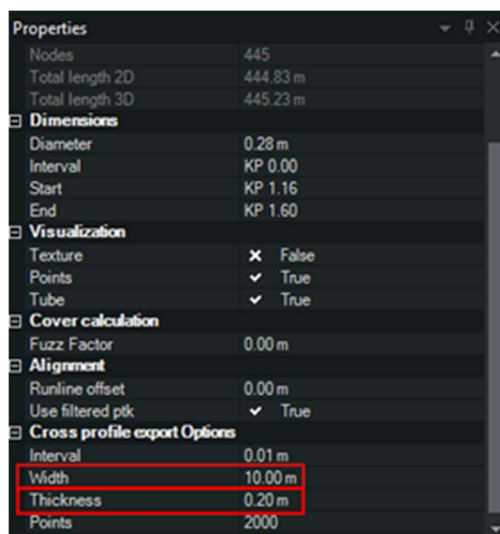 Properties
Nodes 445
Total length 2D 444.83 m
Total length 3D 445.23 m
Dimensions
Diameter 0.28 m
Interval KP 0.00
Start KP 1.16
End KP 1.60
Visualization
Texture False
Points True
Tube True
Cover calculation
Fuzz Factor 0.00 m
Alignment
Runline offset 0.00 m
Use filtered ptk True
Cross profile export Options
Interval 0.01 m
Width 10.00 m
Thickness 0.20 m
Points 2000